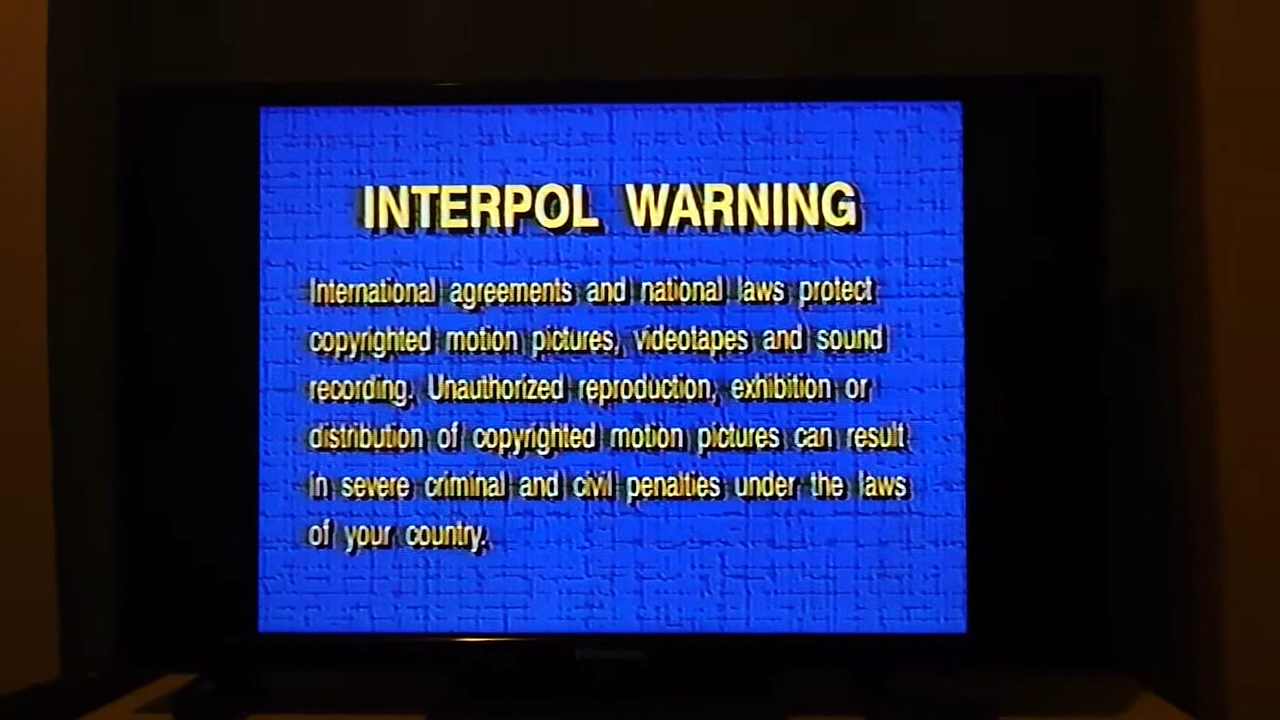 INTERPOL WARNING
International agreements and national laws protect
copyrighted motion pictures, videotapes and sound
recording. Unauthorized reproduction, exhibition or
distribution of copyrighted motion pictures can result
in severe criminal and civil penalties under the laws
of your country.